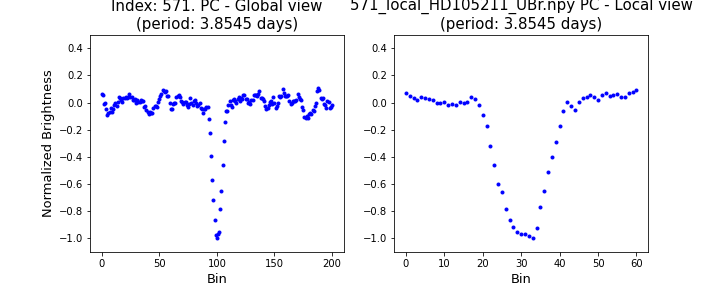 Index: 571. PC - Global view
(period: 3.8545 days)
571_local_HD105211_UBr.npy PC - Local view
(period: 3.8545 days)
Normalized Brightness
0.4
0.2
0.0
−0.2
−0.4
−0.6
−0.8
−1.0
0 50 100 150 200
Bin
0.4
0.2
0.0
−0.2
−0.4
−0.6
−0.8
−1.0
0 10 20 30 40 50 60
Bin